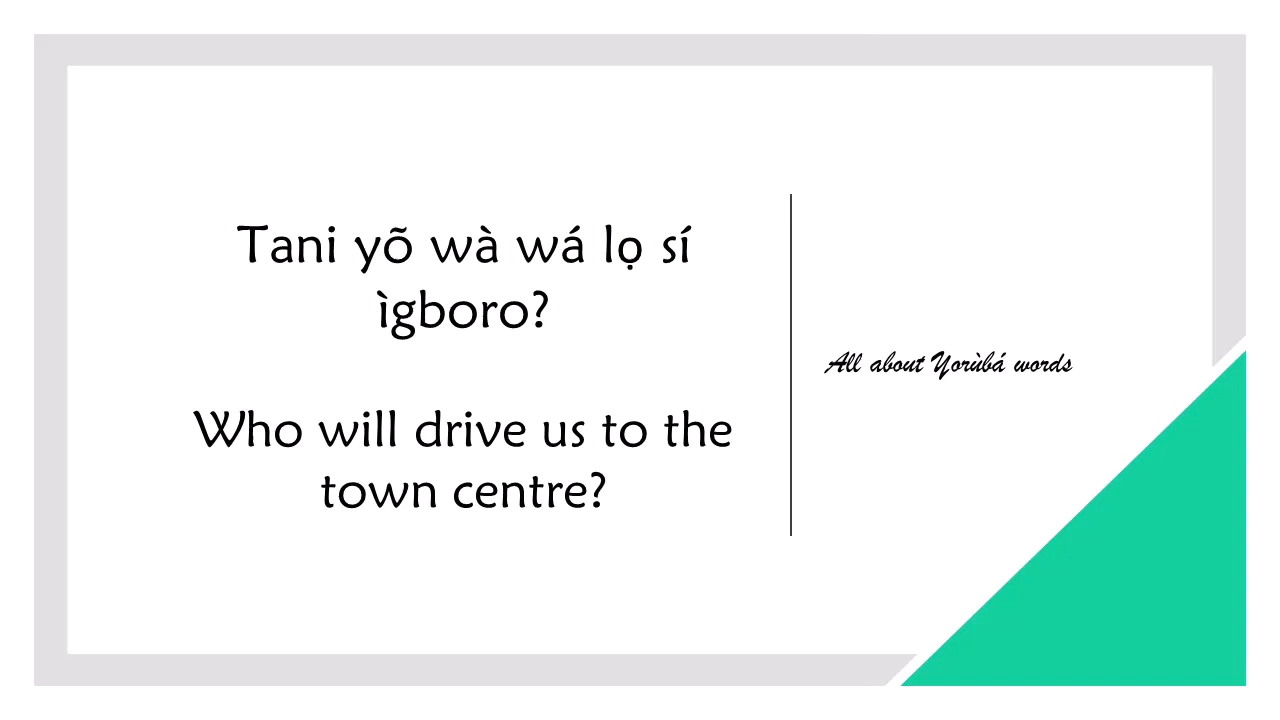 Tani yõ wà wá lọ sí
ìgboro?
Who will drive us to the
town centre?
All about Yorùbá words